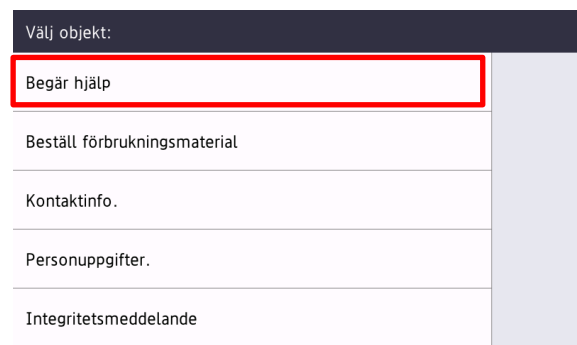 Välj objekt:
Begär hjälp
Beställ förbrukningsmaterial
Kontaktinfo.
Personuppgifter.
Integritetsmeddelande